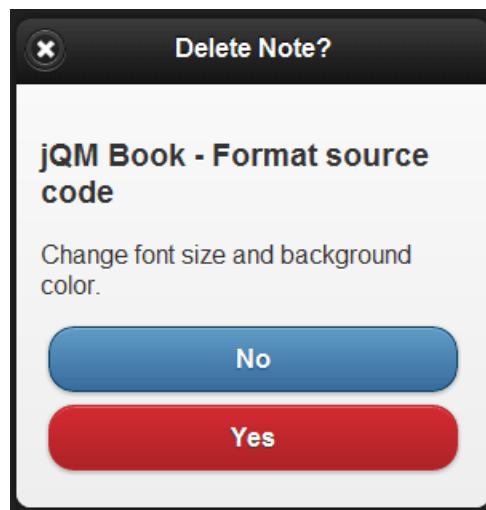 Delete Note?
jQM Book - Format source
code
Change font size and background
color.
No
Yes